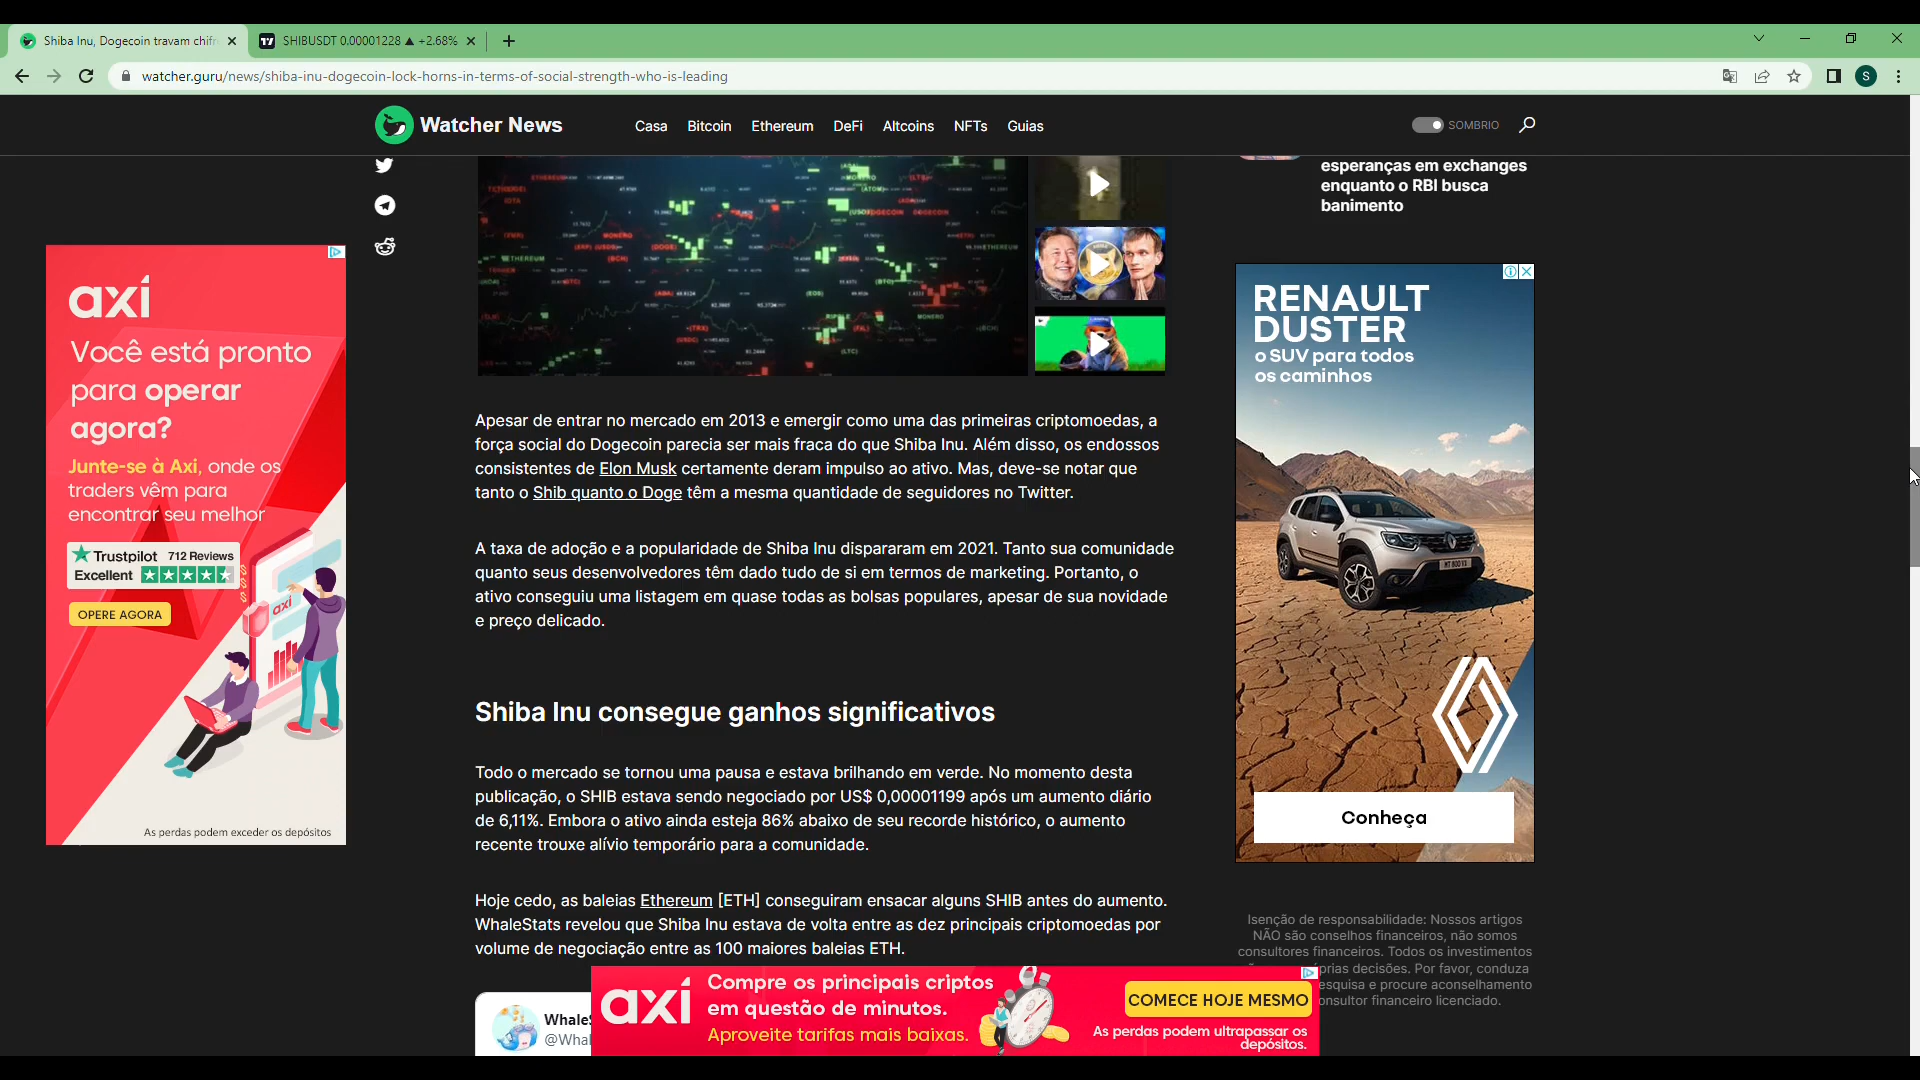 Shiba Inu, Dogecoin travam chifr
SHIBUSDT 0.00001228 ▲ +2.68%
watcher.guru/news/shiba-inu-dogecoin-lock-horns-in-terms-of-social-strength-who-is-leading
S
Watcher News
Casa
Bitcoin
Ethereum
DeFi
Altcoins
NFTs
Guias
SOMBRIO
esperanças em exchanges
enquanto o RBI busca
banimento
axi
Você está pronto
para operar
agora?
Junte-se à Axi, onde os
traders vêm para
encontrar seu melhor
Trustpilot 712 Reviews
Excellent
OPERE AGORA
axi
As perdas podem exceder os depósitos
Apesar de entrar no mercado em 2013 e emergir como uma das primeiras criptomoedas, a
força social do Dogecoin parecia ser mais fraca do que Shiba Inu. Além disso, os endossos
consistentes de Elon Musk certamente deram impulso ao ativo. Mas, deve-se notar que
tanto o Shib quanto o Doge têm a mesma quantidade de seguidores no Twitter.
A taxa de adoção e a popularidade de Shiba Inu dispararam em 2021. Tanto sua comunidade
quanto seus desenvolvedores têm dado tudo de si em termos de marketing. Portanto, o
ativo conseguiu uma listagem em quase todas as bolsas populares, apesar de sua novidade
e preço delicado.
Shiba Inu consegue ganhos significativos
Todo o mercado se tornou uma pausa e estava brilhando em verde. No momento desta
publicação, o SHIB estava sendo negociado por US$ 0,00001199 após um aumento diário
de 6,11%. Embora o ativo ainda esteja 86% abaixo de seu recorde histórico, o aumento
recente trouxe alívio temporário para a comunidade.
Hoje cedo, as baleias Ethereum [ETH] conseguiram ensacar alguns SHIB antes do aumento.
WhaleStats revelou que Shiba Inu estava de volta entre as dez principais criptomoedas por
volume de negociação entre as 100 maiores baleias ETH.
WhaleS
@Whal
RENAULT
DUSTER
o SUV para todos
os caminhos
Conheça
Isenção de responsabilidade: Nossos artigos
NÃO são conselhos financeiros, não somos
consultores financeiros. Todos os investimentos
prias decisões. Por favor, conduza
esquisa e procure aconselhamento
onsultor financeiro licenciado.
axi
Compre os principais criptos
em questão de minutos.
Aproveite tarifas mais baixas.
COMECE HOJE MESMO
As perdas podem ultrapassar os
depósitos.